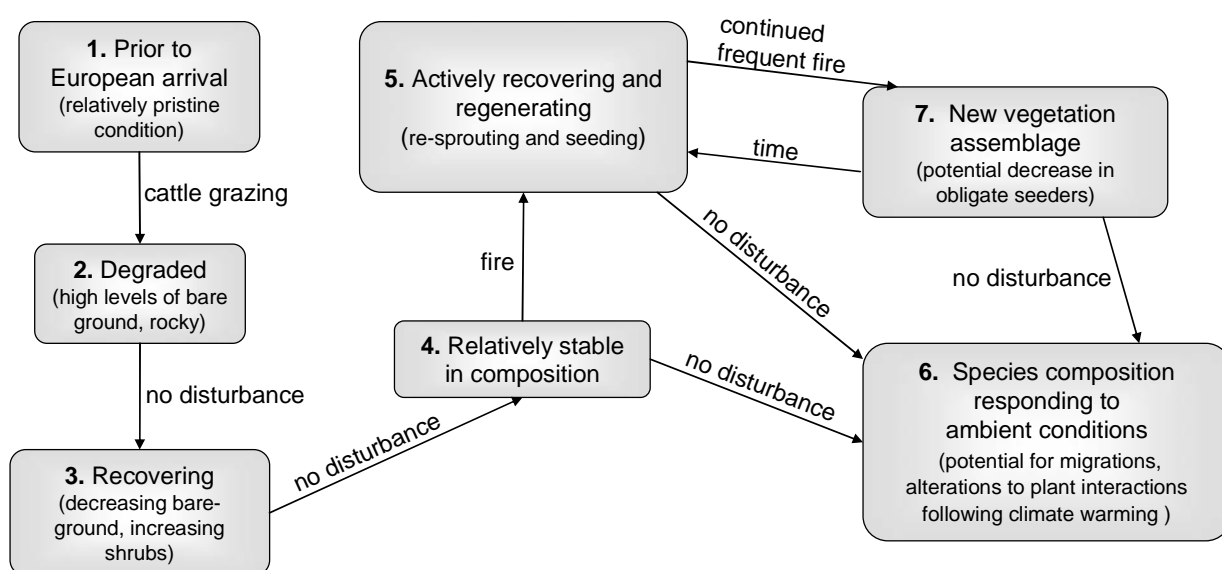 1. Prior to
European arrival
(relatively pristine
condition)
cattle grazing
2. Degraded
(high levels of bare
ground, rocky)
no disturbance
3. Recovering
(decreasing bare-
ground, increasing
shrubs)
no disturbance
4. Relatively stable
in composition
fire
no disturbance
5. Actively recovering and
regenerating
(re-sprouting and seeding)
continued
frequent fire
time
no disturbance
7. New vegetation
assemblage
(potential decrease in
obligate seeders)
no disturbance
6. Species composition
responding to
ambient conditions
(potential for migrations,
alterations to plant interactions
following climate warming )